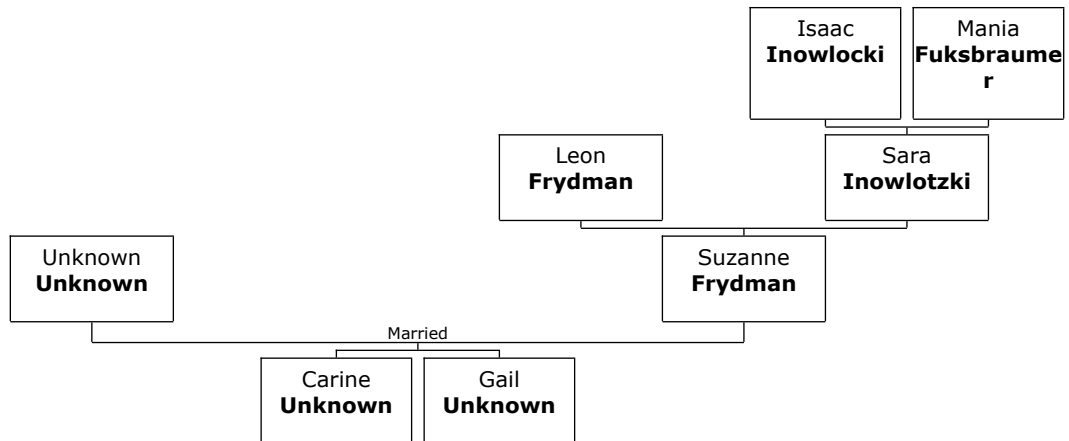 Isaac
Inowlocki
Mania
Fuksbraume
r
Leon
Frydman
Sara
Inowlotzki
Unknown
Unknown
Suzanne
Frydman
Married
Carine
Unknown
Gail
Unknown